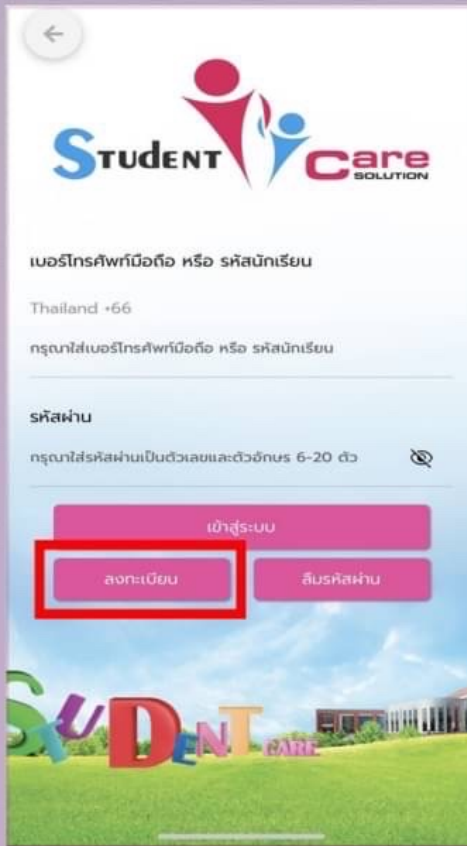 STUDENT Care
SOLUTION
เบอร์โทรศัพท์มือถือ หรือ รหัสนักเรียน
Thailand +66
กรุณาใส่เบอร์โทรศัพท์มือถือ หรือ รหัสนักเรียน
รหัสผ่าน
กรุณาใส่รหัสผ่านเป็นตัวเลขและตัวอักษร 6-20 ตัว
เข้าสู่ระบบ
ลงทะเบียน
ลืมรหัสผ่าน
STUDENT CARE